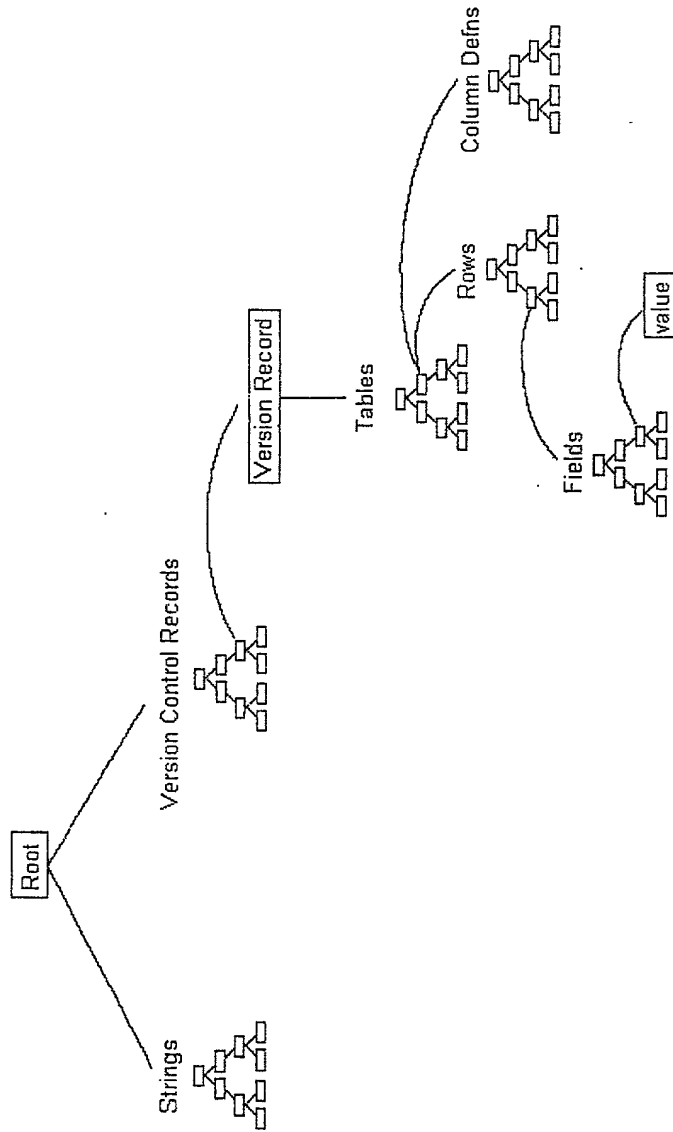 Root
Strings
Version Control Records
Version Record
Tables
Rows
Column Defns
Fields
value